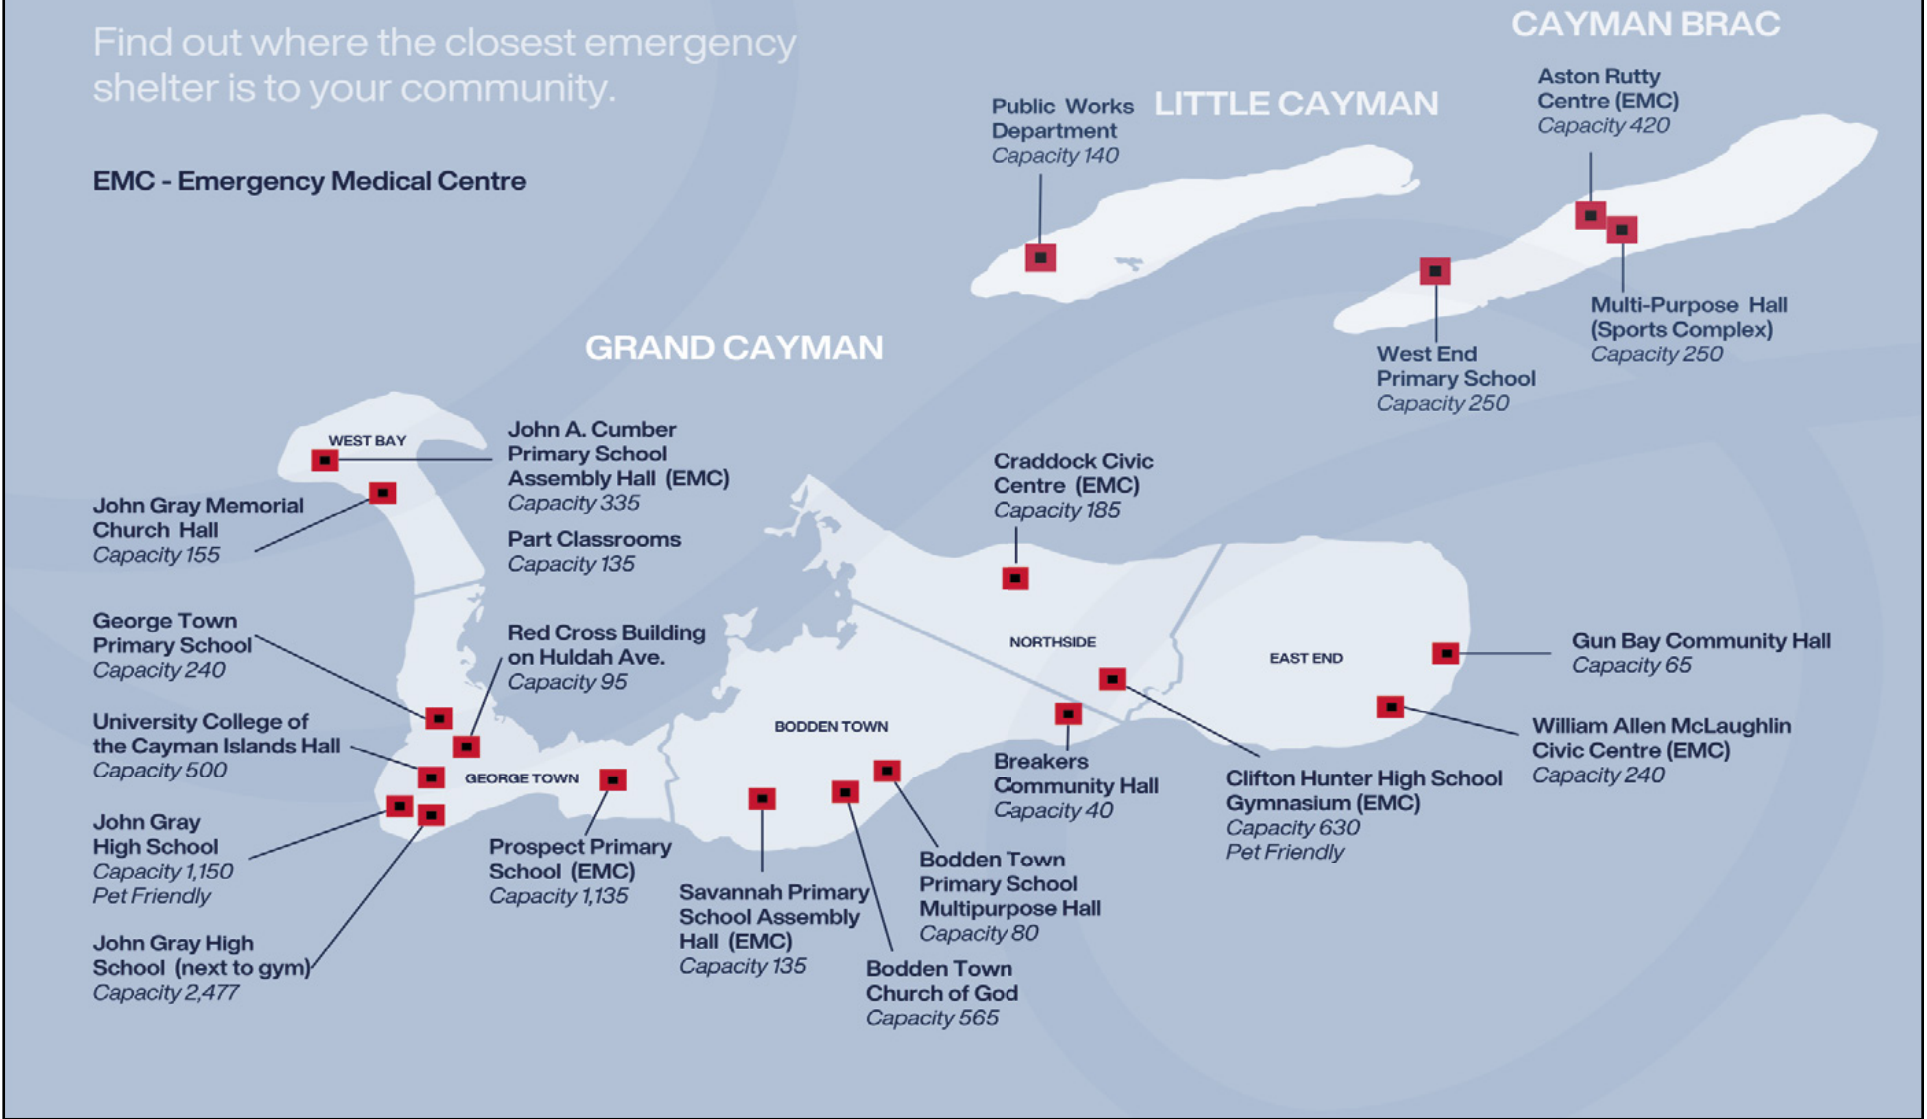 Find out where the closest emergency
shelter is to your community.
EMC - Emergency Medical Centre
CAYMAN BRAC
Aston Rutty
Centre (EMC)
Capacity 420
LITTLE CAYMAN
Public Works
Department
Capacity 140
Multi-Purpose Hall
(Sports Complex)
Capacity 250
West End
Primary School
Capacity 250
GRAND CAYMAN
WEST BAY
John A. Cumber
Primary School
Assembly Hall (EMC)
Capacity 335
Part Classrooms
Capacity 135
John Gray Memorial
Church Hall
Capacity 155
Craddock Civic
Centre (EMC)
Capacity 185
George Town
Primary School
Capacity 240
Red Cross Building
on Huldah Ave.
Capacity 95
NORTHSIDE
EAST END
Gun Bay Community Hall
Capacity 65
University College of
the Cayman Islands Hall
Capacity 500
GEORGE TOWN
BODDEN TOWN
William Allen McLaughlin
Civic Centre (EMC)
Capacity 240
Breakers
Community Hall
Capacity 40
Clifton Hunter High School
Gymnasium (EMC)
Capacity 630
Pet Friendly
John Gray
High School
Capacity 1,150
Pet Friendly
Prospect Primary
School (EMC)
Capacity 1,135
Savannah Primary
School Assembly
Hall (EMC)
Capacity 135
Bodden Town
Primary School
Multipurpose Hall
Capacity 80
John Gray High
School (next to gym)
Capacity 2,477
Bodden Town
Church of God
Capacity 565